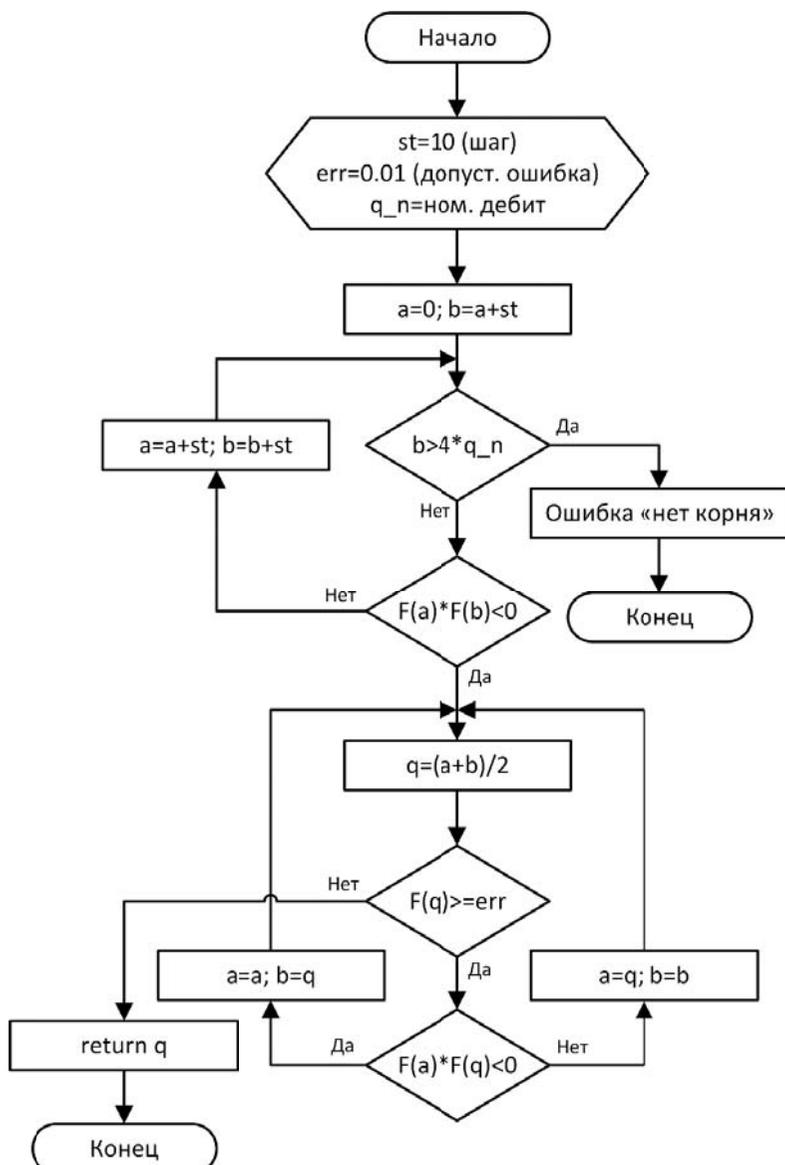 Начало
st=10 (шаг)
err=0.01 (допуст. ошибка)
q_n=ном. дебит
a=0; b=a+st
a=a+st; b=b+st
b>4*q_n
Да
Нет
Ошибка «нет корня»
Конец
Нет
F(a)*F(b)<0
Да
q=(a+b)/2
Нет
F(q)>=err
Да
a=a; b=q
a=q; b=b
return q
Да
F(a)*F(q)<0
Нет
Конец